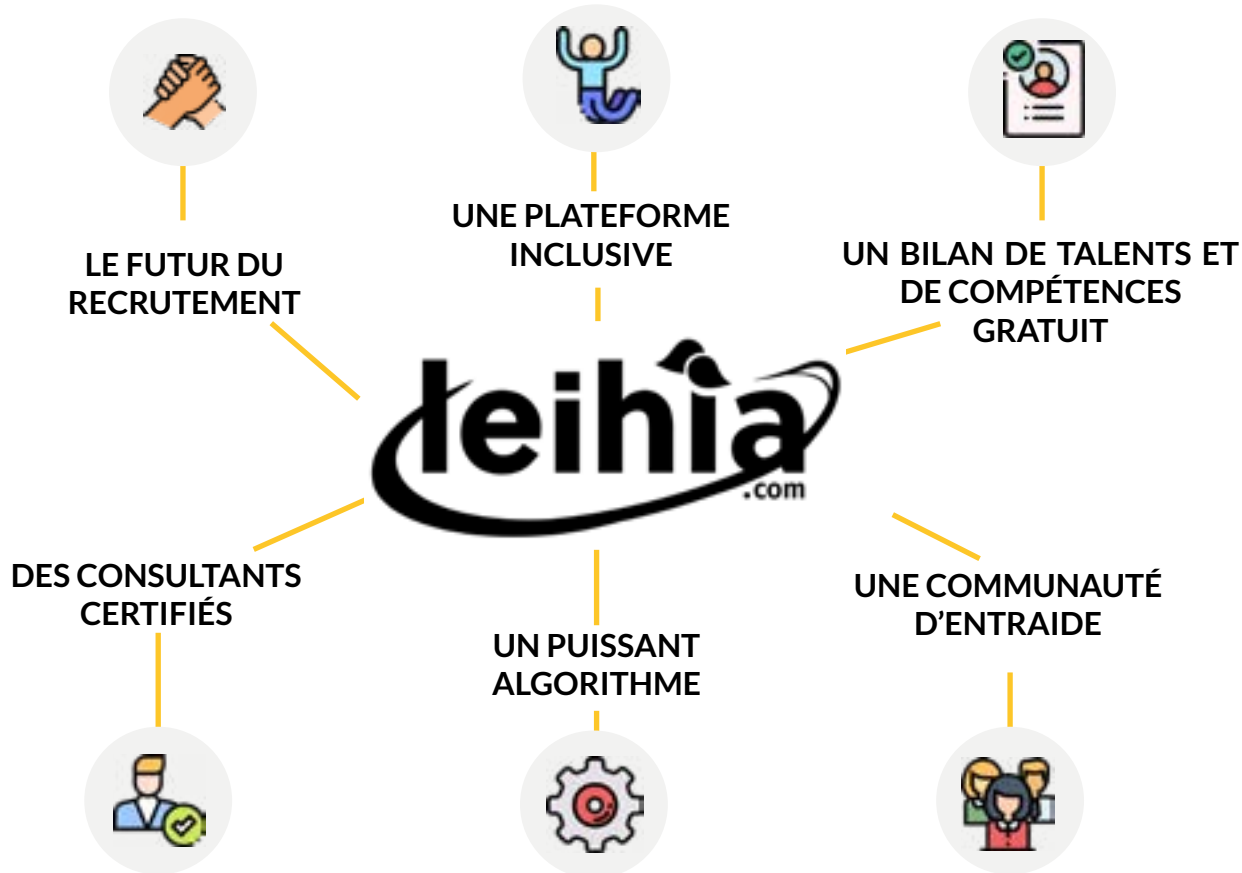 UNE PLATEFORME
INCLUSIVE
LE FUTUR DU
RECRUTEMENT
UN BILAN DE TALENTS ET
DE COMPÉTENCES
GRATUIT
leihia
.com
DES CONSULTANTS
CERTIFIÉS
UN PUISSANT
ALGORITHME
UNE COMMUNAUTÉ
D’ENTRAIDE